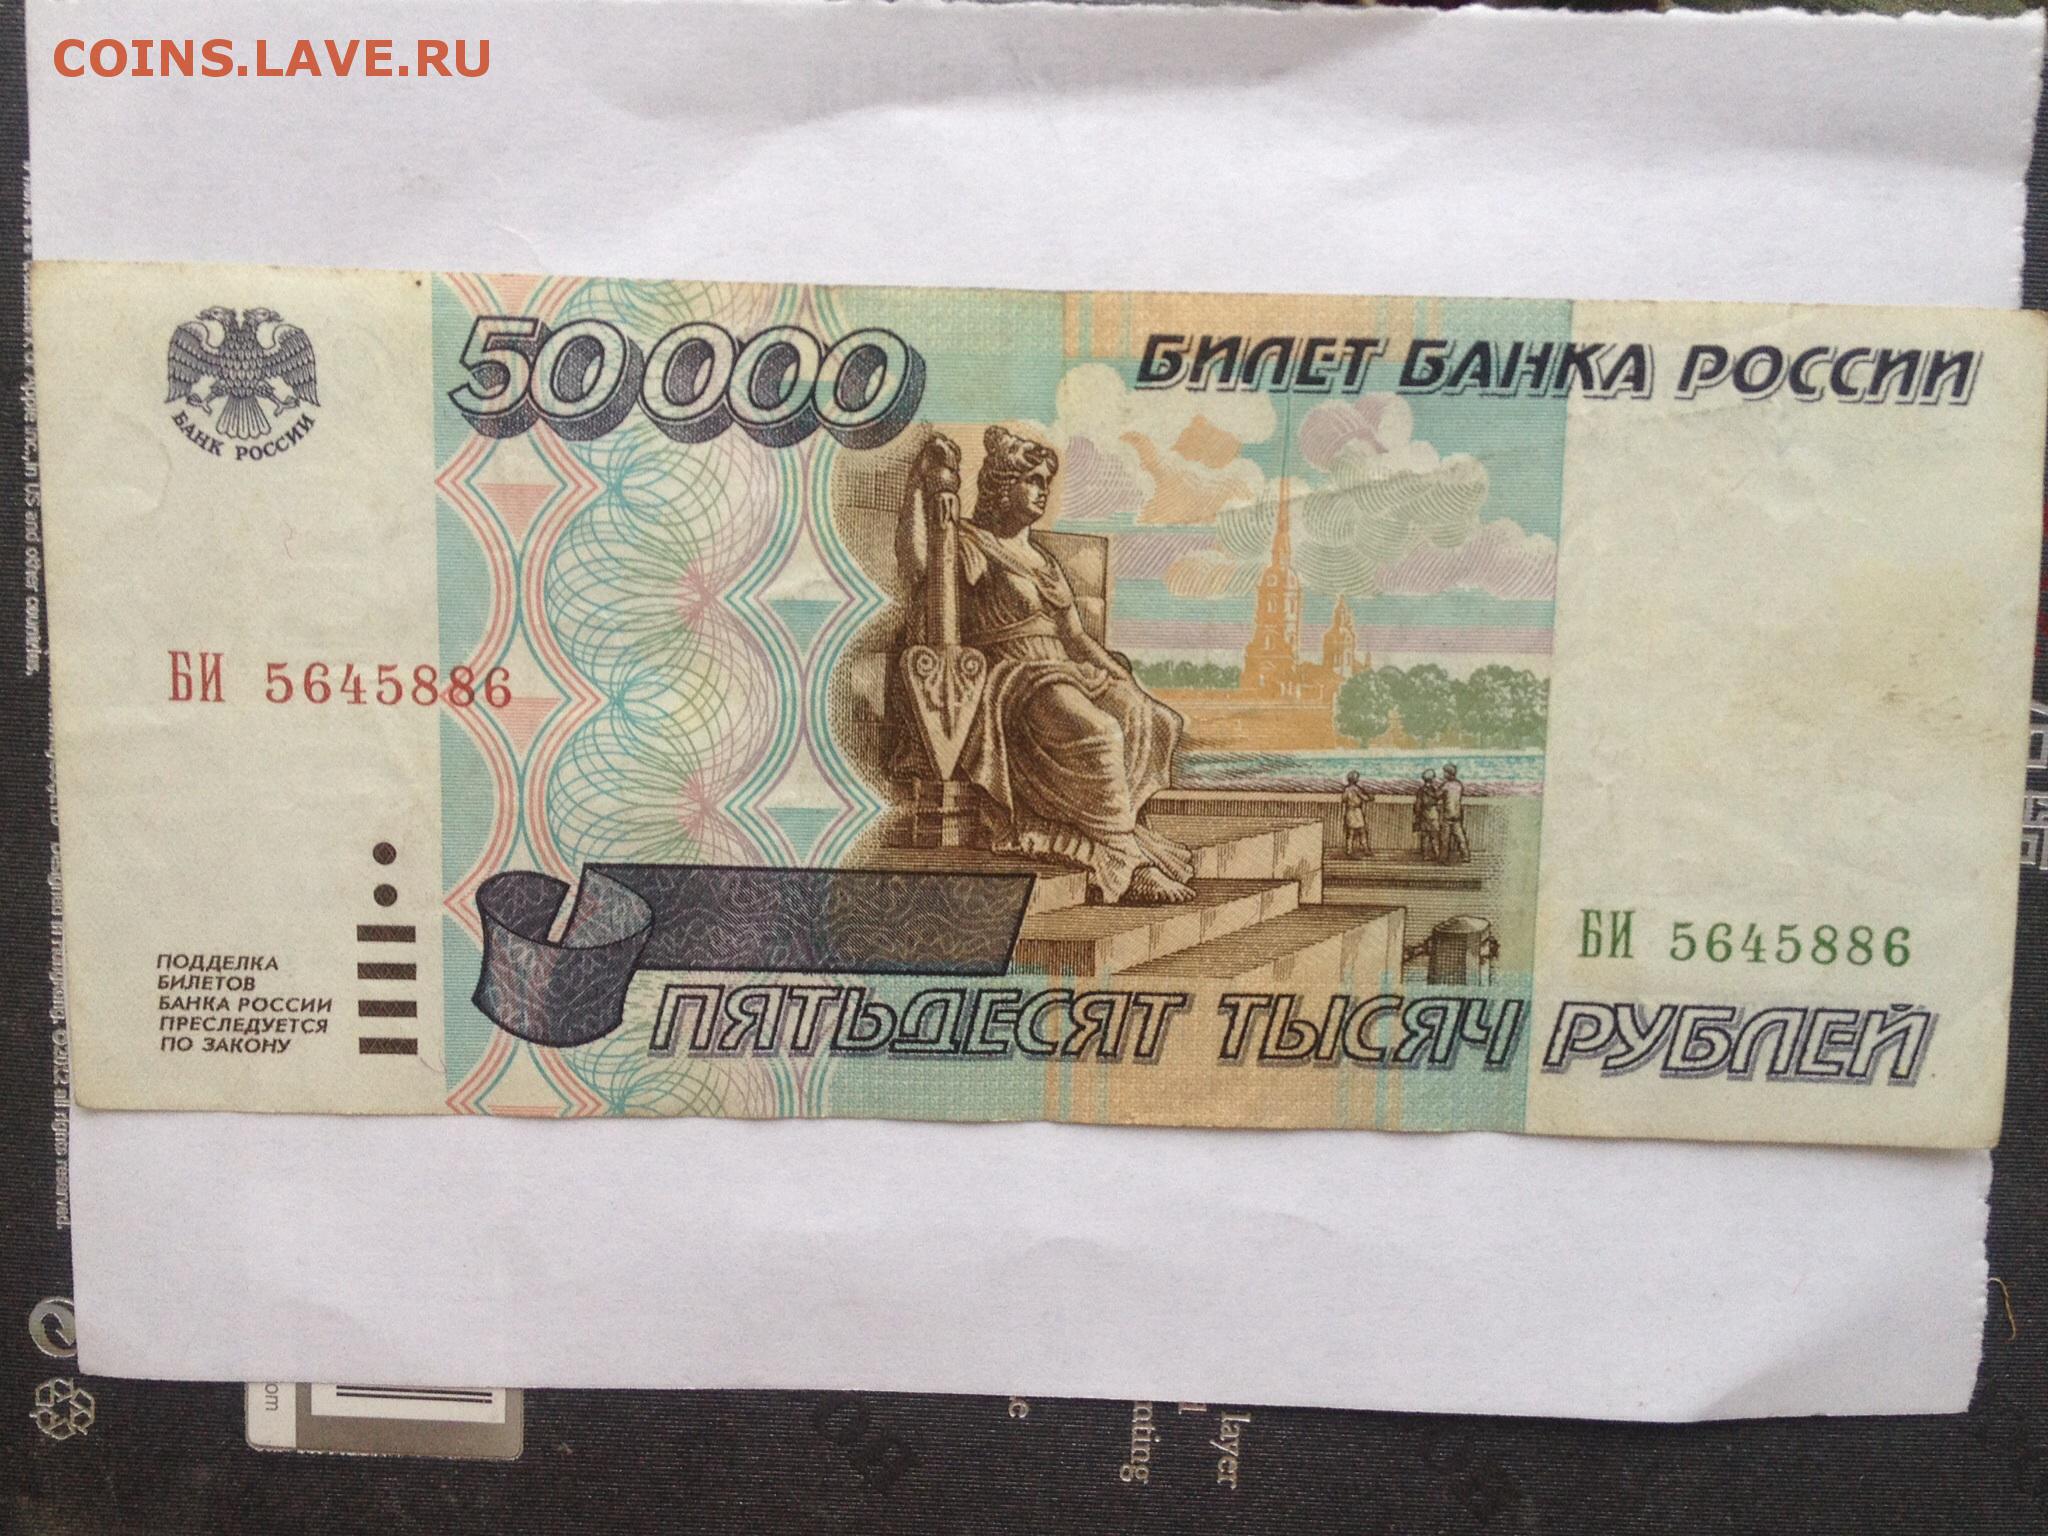 COINS.LAVE.RU
50000
БИЛЕТ БАНКА РОССИИ
БАНК РОССИИ
БИ 5645886
БИ 5645886
ПОДДЕЛКА
БИЛЕТОВ
БАНКА РОССИИ
ПРЕСЛЕДУЕТСЯ
ПО ЗАКОНУ
ПЯТЬДЕСЯТ ТЫСЯЧ РУБЛЕЙ
layer